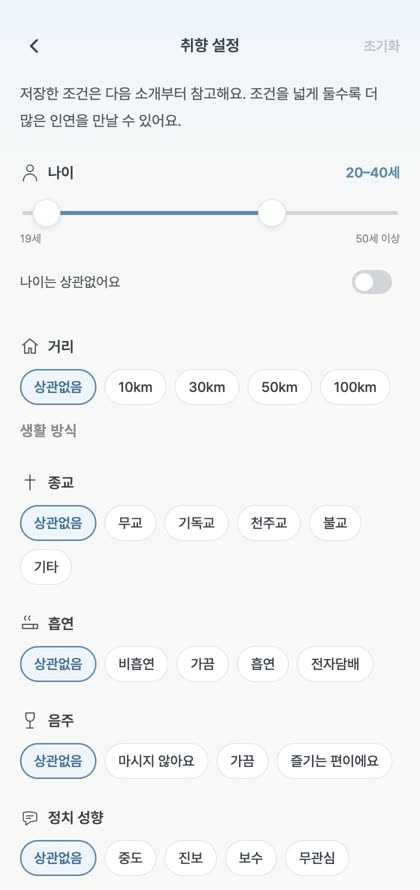 취향 설정 초기화
저장한 조건은 다음 소개부터 참고해요. 조건을 넓게 둘수록 더
많은 인연을 만날 수 있어요.
나이 20–40세
19세 50세 이상
나이는 상관없어요
거리
상관없음 10km 30km 50km 100km
생활 방식
종교
상관없음 무교 기독교 천주교 불교
기타
흡연
상관없음 비흡연 가끔 흡연 전자담배
음주
상관없음 마시지 않아요 가끔 즐기는 편이에요
정치 성향
상관없음 중도 진보 보수 무관심